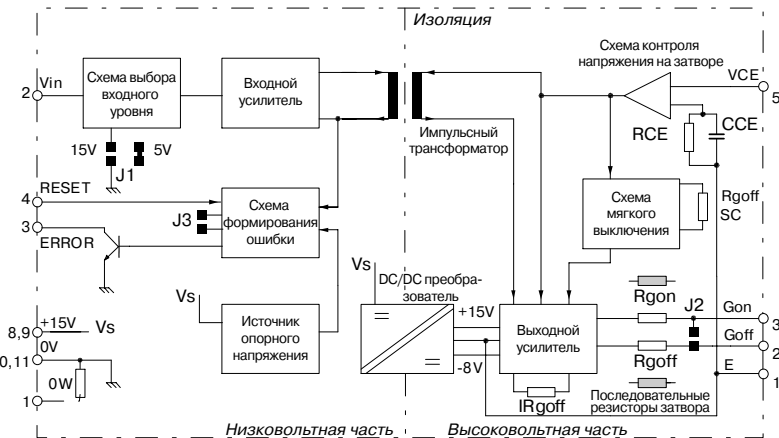 Изоляция
Схема контроля
напряжения на затворе
VCE
5
2
Vin
Схема выбора
входного
уровня
Входной
усилитель
RCE
CCE
Импульсный
трансформатор
15V
5V
J1
4
RESET
3
ERROR
J3
Схема
формирования
ошибки
Схема
мягкого
выключения
Rgoff
SC
Vs
DC/DC преобра-
зователь
Vs
Источник
опорного
напряжения
+15V
-8V
Выходной
усилитель
Rgon
J2
Gon
3
Goff
2
Rgoff
E
1
IRgoff
Последовательные
резисторы затвора
8,9
+15V
Vs
0V
0,11
0W
1
Низковольтная часть
Высоковольтная часть